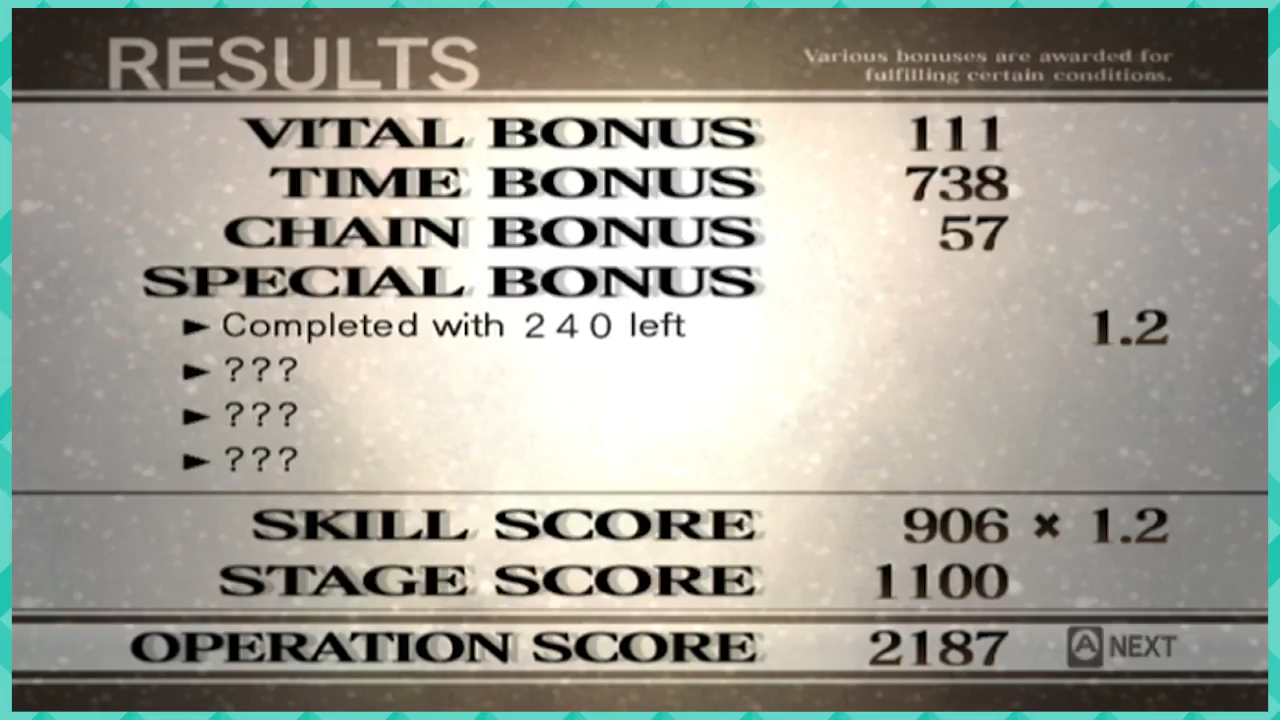 RESULTS
Various bonuses are awarded for
fulfilling certain conditions.
VITAL BONUS 111
TIME BONUS 738
CHAIN BONUS 57
SPECIAL BONUS
► Completed with 240 left 1.2
► ???
► ???
► ???
SKILL SCORE 906 × 1.2
STAGE SCORE 1100
OPERATION SCORE 2187 A NEXT